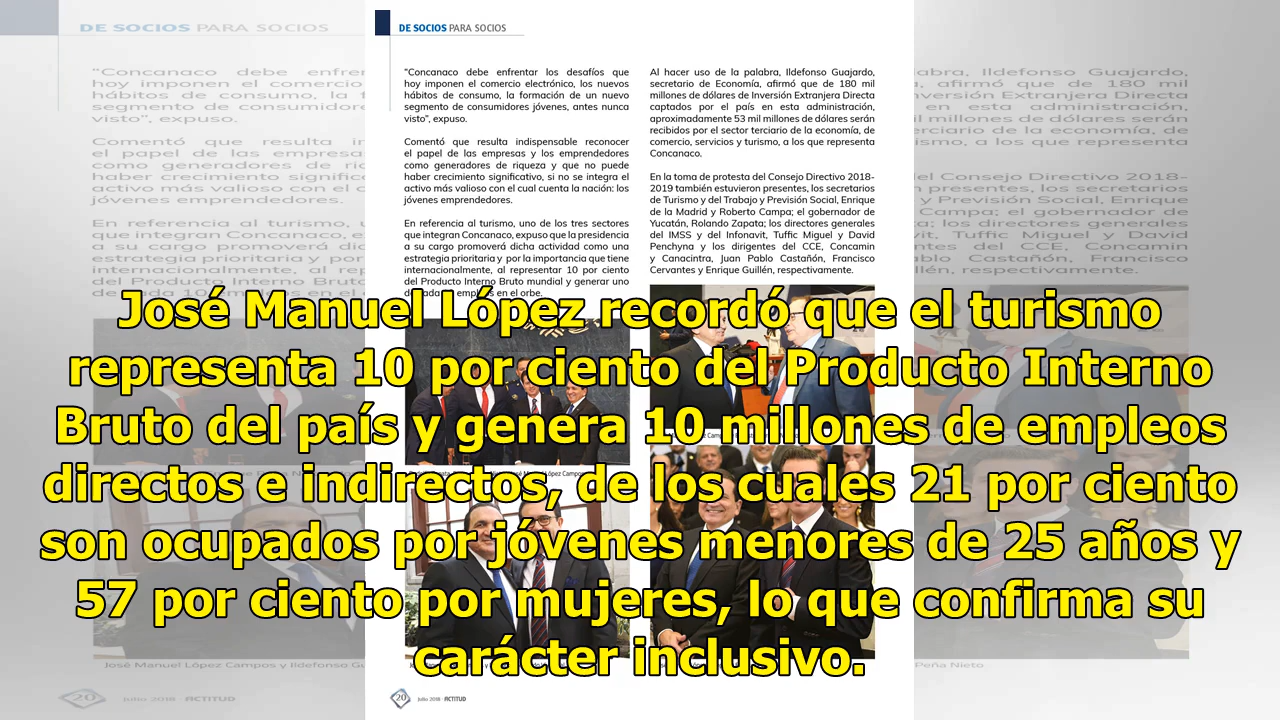 DE SOCIOS PARA SOCIOS
"Concanaco debe enfrentar los desafíos que
hoy imponen el comercio electrónico, los nuevos
hábitos de consumo, la formación de un nuevo
segmento de consumidores jóvenes, antes nunca
visto", expuso.
Comentó que resulta indispensable reconocer
el papel de las empresas y los emprendedores
como generadores de riqueza y que no puede
haber crecimiento significativo, si no se integra el
activo más valioso con el cual cuenta la nación: los
jóvenes emprendedores.
En referencia al turismo, uno de los tres sectores
que integran Concanaco, expuso que la presidencia
a su cargo promoverá dicha actividad como una
estrategia prioritaria y por la importancia que tiene
internacionalmente, al representar 10 por ciento
del Producto Interno Bruto mundial y generar uno
en el orbe.
Al hacer uso de la palabra, Ildefonso Guajardo,
secretario de Economía, afirmó que de 180 mil
millones de dólares de Inversión Extranjera Directa
captados por el país en esta administración,
aproximadamente 53 mil millones de dólares serán
recibidos por el sector terciario de la economía, de
comercio, servicios y turismo, a los que representa
Concanaco.
En la toma de protesta del Consejo Directivo 2018-
2019 también estuvieron presentes, los secretarios
de Turismo y del Trabajo y Previsión Social, Enrique
de la Madrid y Roberto Campa; el gobernador de
Yucatán, Rolando Zapata; los directores generales
del IMSS y del Infonavit, Tuffic Miguel y David
Penchyna y los dirigentes del CCE, Concamin
y Canacintra, Juan Pablo Castañón, Francisco
Cervantes y Enrique Guillén, respectivamente.
José Manuel López recordó que el turismo
representa 10 por ciento del Producto Interno
Bruto del país y genera 10 millones de empleos
directos e indirectos, de los cuales 21 por ciento
son ocupados por jóvenes menores de 25 años y
57 por ciento por mujeres, lo que confirma su
carácter inclusivo.
José Manuel López Campos y Ildefonso
Peña Nieto
20 Julio 2018 · ACTITUD